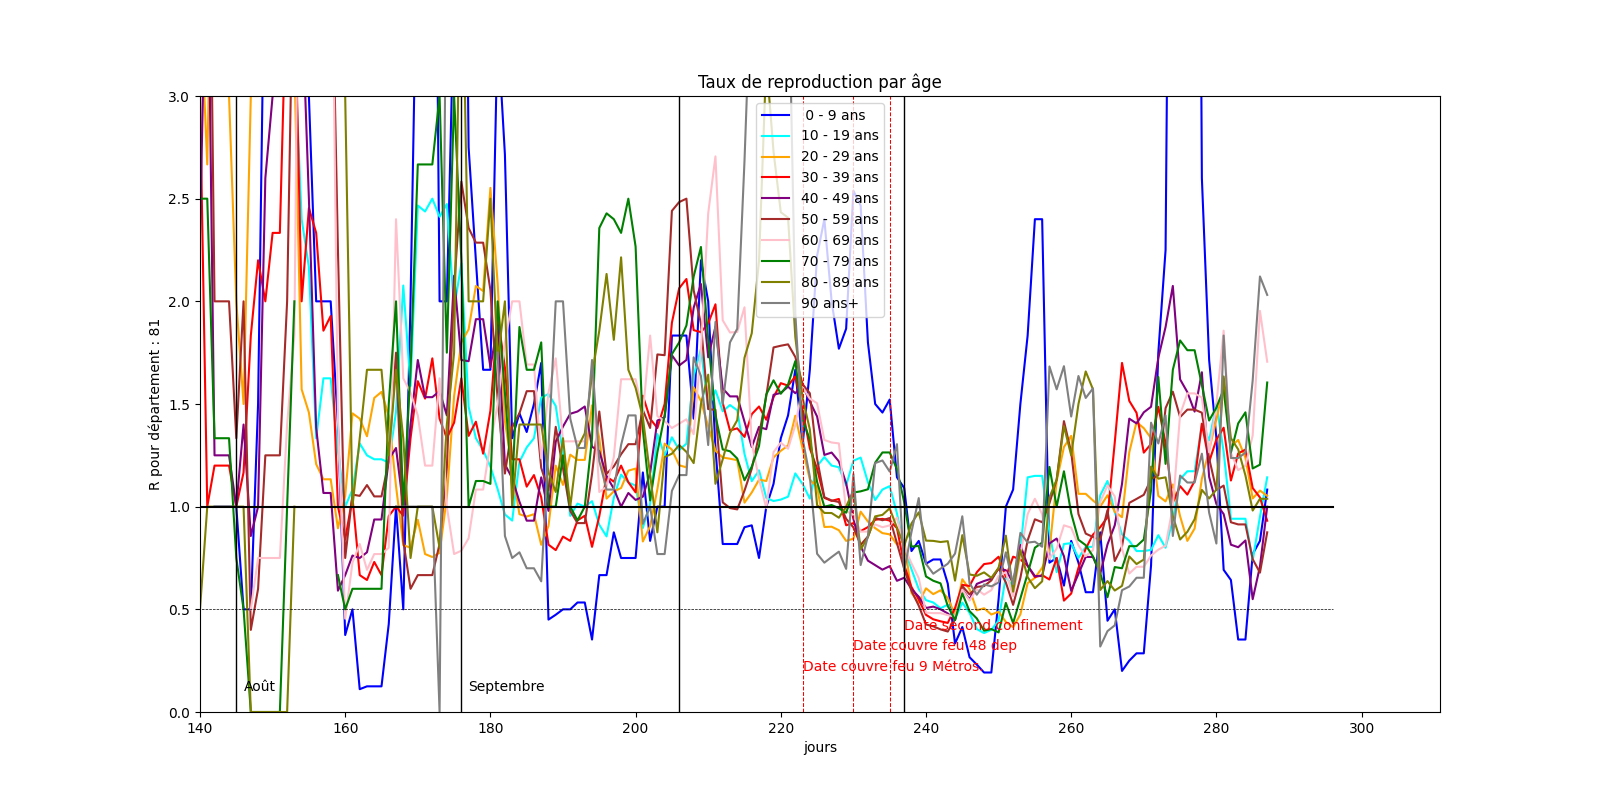 Taux de reproduction par âge
R pour département : 81
3.0
2.5
2.0
1.5
1.0
0.5
0.0
0 - 9 ans
10 - 19 ans
20 - 29 ans
30 - 39 ans
40 - 49 ans
50 - 59 ans
60 - 69 ans
70 - 79 ans
80 - 89 ans
90 ans+
Date second confinement
Date couvre feu 48 dep
Date couvre feu 9 Métros
Août
Septembre
140 160 180 200 220 240 260 280 300
jours